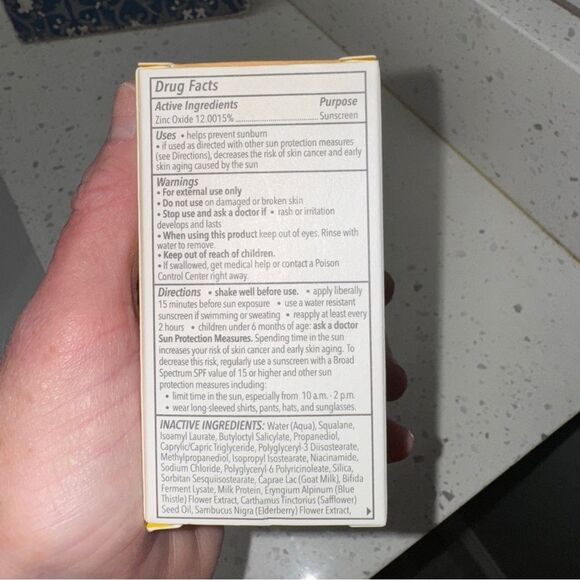 Drug Facts
Active Ingredients Purpose
Zinc Oxide 12.0015% Sunscreen
Uses • helps prevent sunburn
• if used as directed with other sun protection measures
(see Directions), decreases the risk of skin cancer and early
skin aging caused by the sun
Warnings
• For external use only
• Do not use on damaged or broken skin
• Stop use and ask a doctor if • rash or irritation
develops and lasts
• When using this product keep out of eyes. Rinse with
water to remove.
• Keep out of reach of children.
• If swallowed, get medical help or contact a Poison
Control Center right away.
Directions • shake well before use. • apply liberally
15 minutes before sun exposure • use a water resistant
sunscreen if swimming or sweating • reapply at least every
2 hours • children under 6 months of age: ask a doctor
Sun Protection Measures. Spending time in the sun
increases your risk of skin cancer and early skin aging. To
decrease this risk, regularly use a sunscreen with a Broad
Spectrum SPF value of 15 or higher and other sun
protection measures including:
• limit time in the sun, especially from 10 a.m. - 2 p.m.
• wear long-sleeved shirts, pants, hats, and sunglasses.
INACTIVE INGREDIENTS: Water (Aqua), Squalane,
Isoamyl Laurate, Butyloctyl Salicylate, Propanediol,
Caprylic/Capric Triglyceride, Polyglyceryl-3 Diisostearate,
Methylpropanediol, Isopropyl Isostearate, Niacinamide,
Sodium Chloride, Polyglyceryl-6 Polyricinoleate, Silica,
Sorbitan Sesquiisostearate, Caprae Lac (Goat Milk), Bifida
Ferment Lysate, Milk Protein, Eryngium Alpinum (Blue
Thistle) Flower Extract, Carthamus Tinctorius (Safflower)
Seed Oil, Sambucus Nigra (Elderberry) Flower Extract,